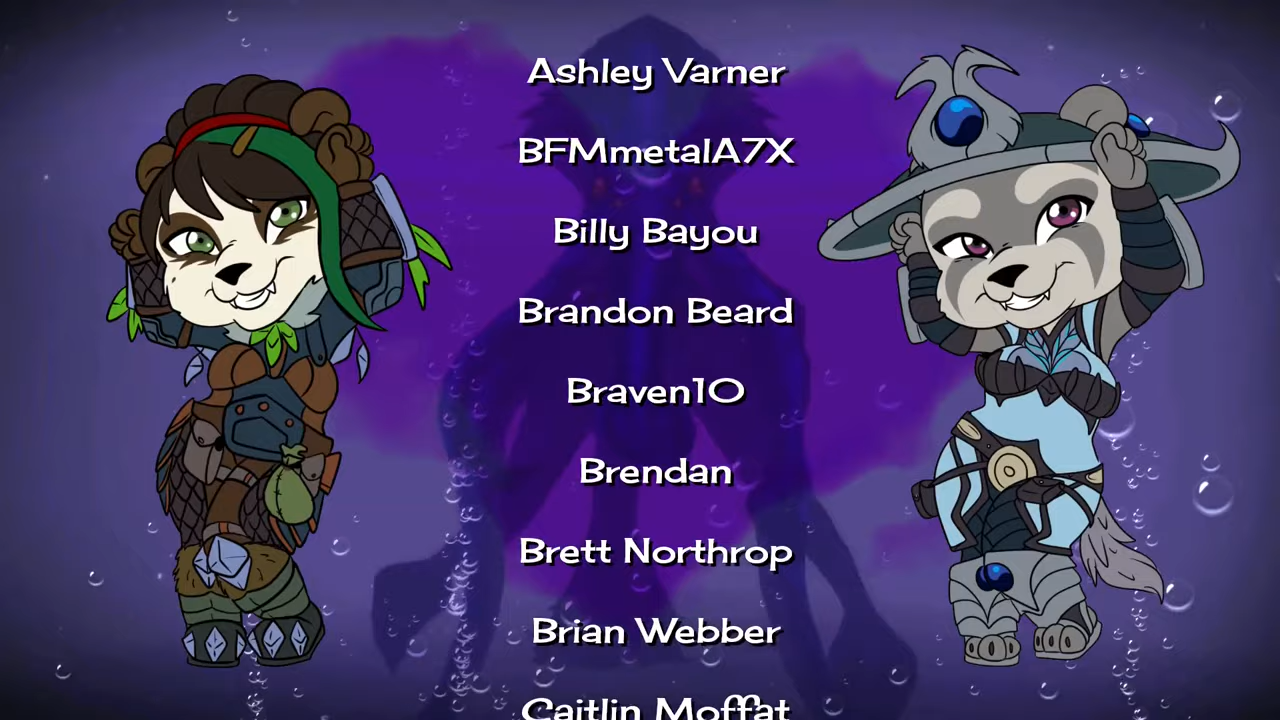 Ashley Varner
BFMmetalA7X
Billy Bayou
Brandon Beard
Braven10
Brendan
Brett Northrop
Brian Webber
Caitlin Moffat